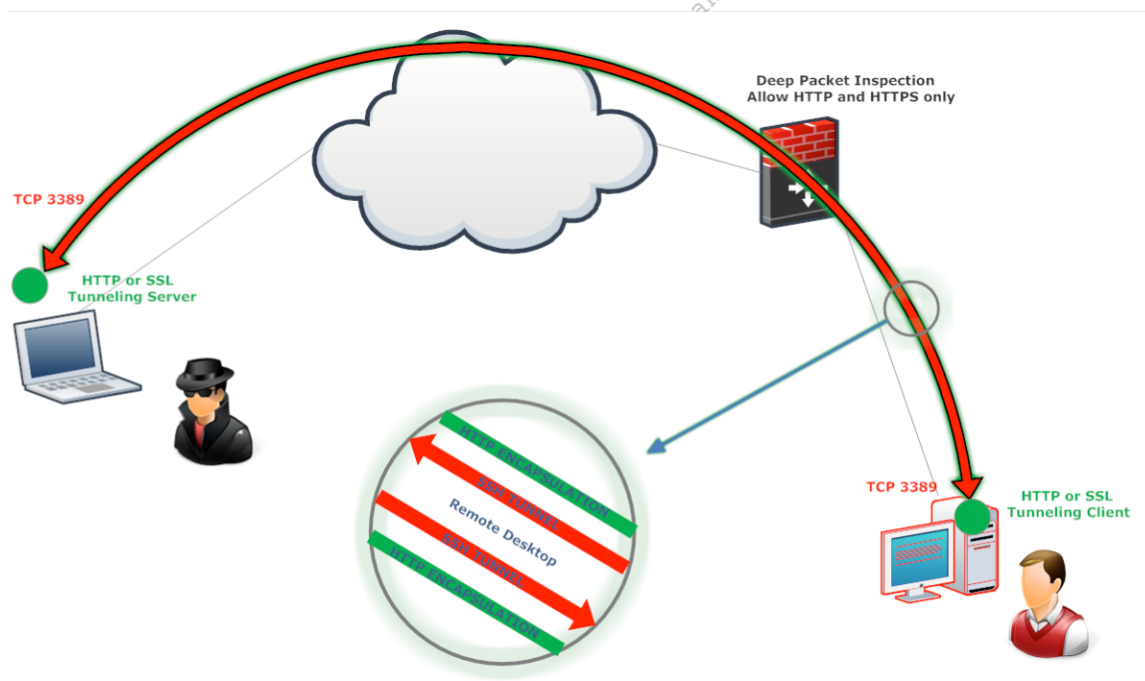 Deep Packet Inspection
Allow HTTP and HTTPS only
TCP 3389
HTTP or SSL
Tunneling Server
HTTP ENCAPSULATION
SSH TUNNEL
Remote Desktop
SSH TUNNEL
HTTP ENCAPSULATION
TCP 3389
HTTP or SSL
Tunneling Client